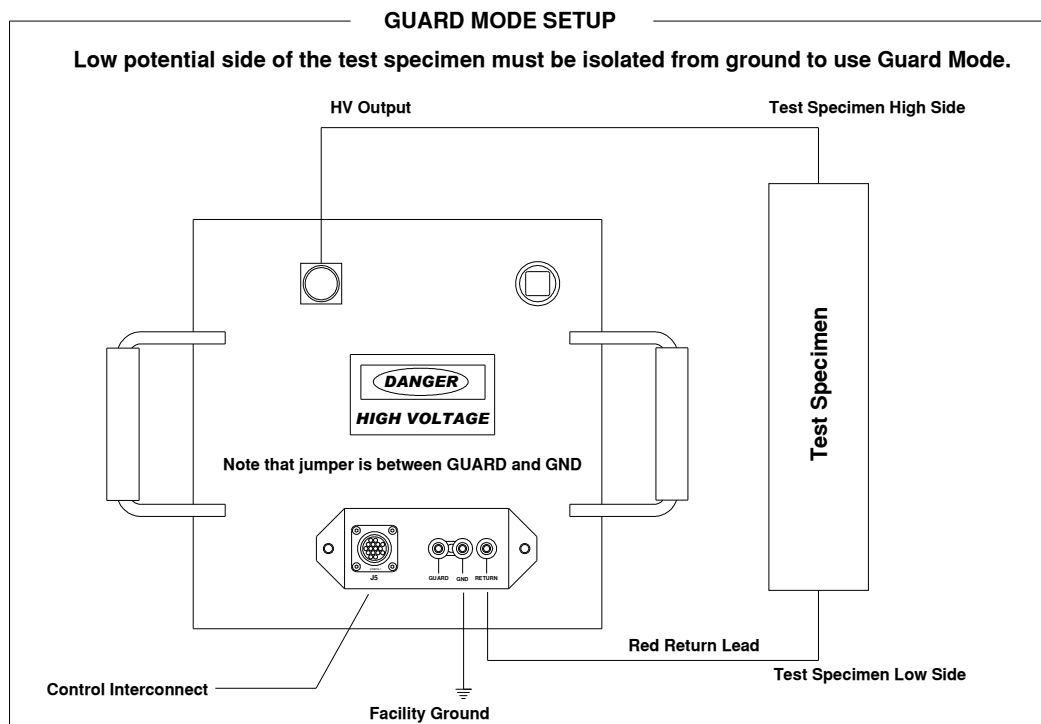 GUARD MODE SETUP
Low potential side of the test specimen must be isolated from ground to use Guard Mode.
HV Output
Test Specimen High Side
DANGER
HIGH VOLTAGE
Test Specimen
Note that jumper is between GUARD and GND
J5
GUARD
GND
RETURN
Red Return Lead
Test Specimen Low Side
Control Interconnect
Facility Ground